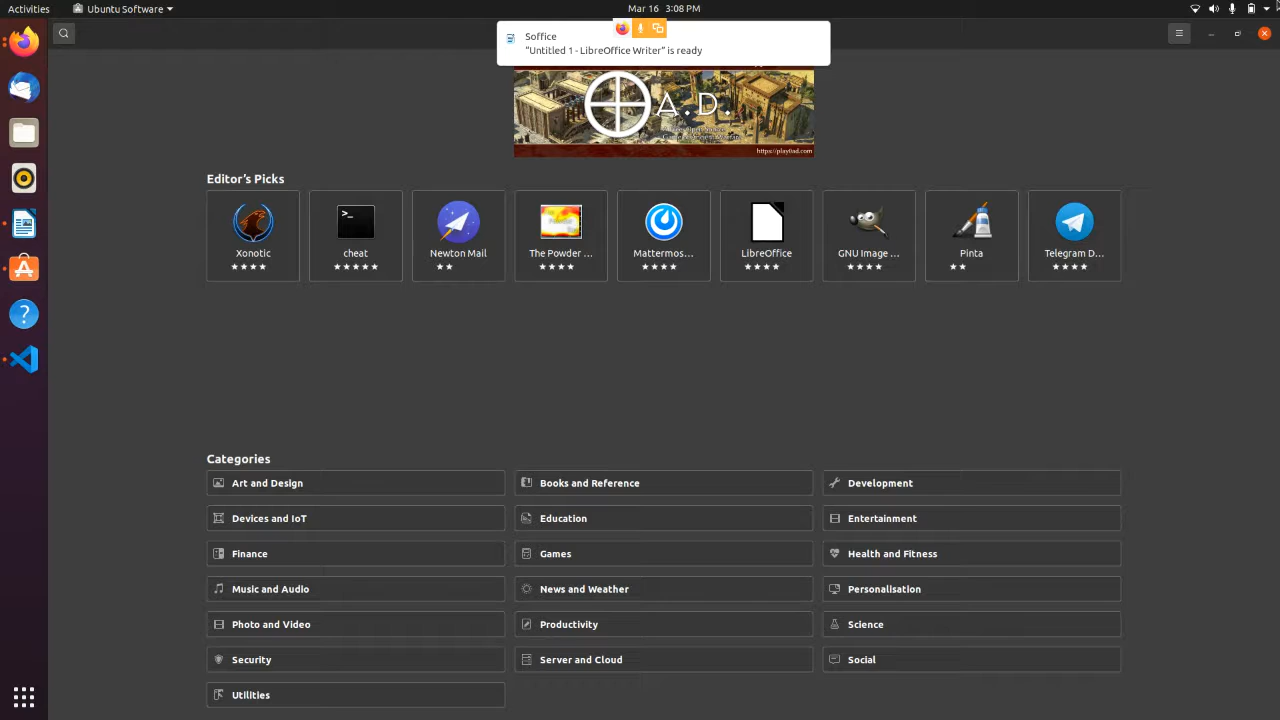 Activities
Ubuntu Software
Mar 16 3:08 PM
Soffice
“Untitled 1 - LibreOffice Writer” is ready
A.D.
https://play0ad.com
Editor’s Picks
Xonotic
cheat
Newton Mail
The Powder ...
Mattermos...
LibreOffice
GNU Image ...
Pinta
Telegram D...
Categories
Art and Design
Books and Reference
Development
Devices and IoT
Education
Entertainment
Finance
Games
Health and Fitness
Music and Audio
News and Weather
Personalisation
Photo and Video
Productivity
Science
Security
Server and Cloud
Social
Utilities